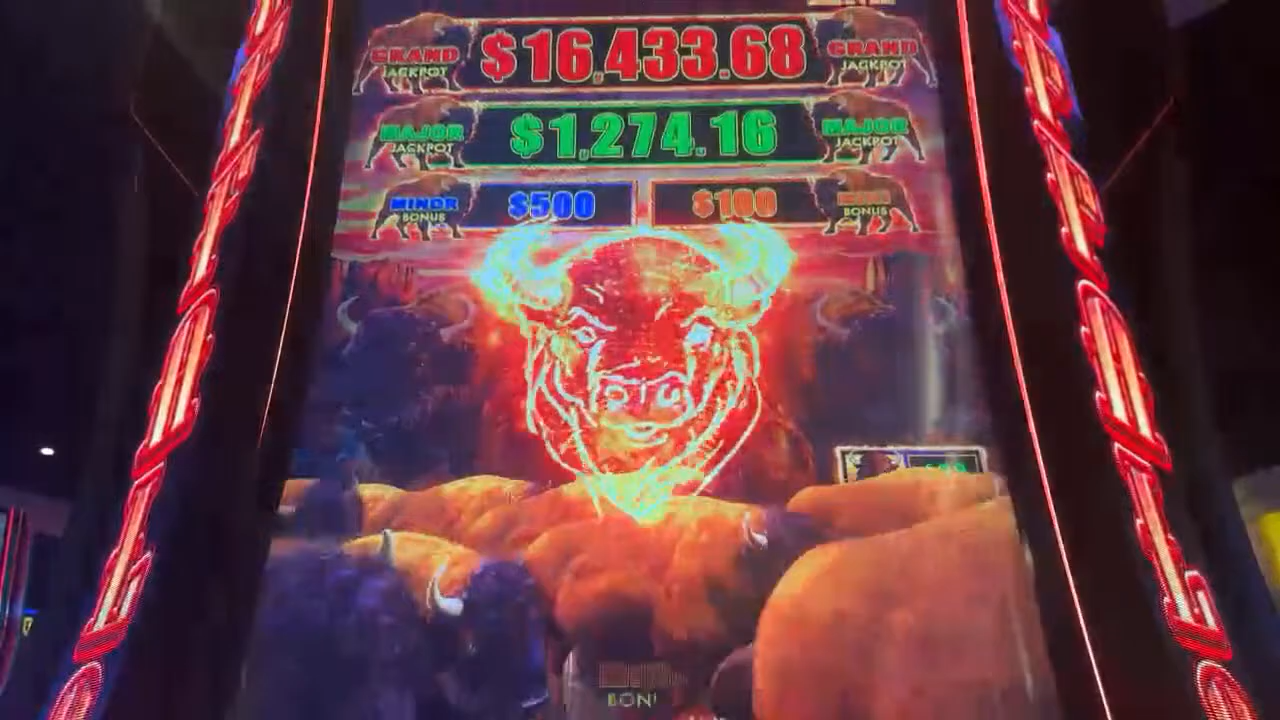 GRAND JACKPOT $16,433.68 GRAND JACKPOT
MAJOR JACKPOT $1,274.16 MAJOR JACKPOT
MINOR BONUS $500 $100 MINI BONUS